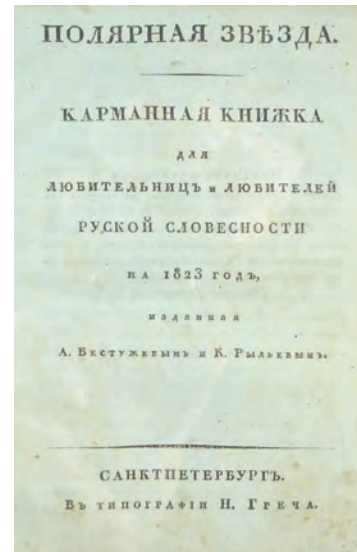 ПОЛЯРНАЯ ЗВѢЗДА.
КАРМАННАЯ КНИЖКА
для
ЛЮБИТЕЛЬНИЦЪ и ЛЮБИТЕЛЕЙ
РУСКОЙ СЛОВЕСНОСТИ
на 1823 годъ,
изданная
А. Бестужевымъ и К. Рылѣевымъ.
САНКТПЕТЕРБУРГЪ.
Въ типографіи Н. Греча.